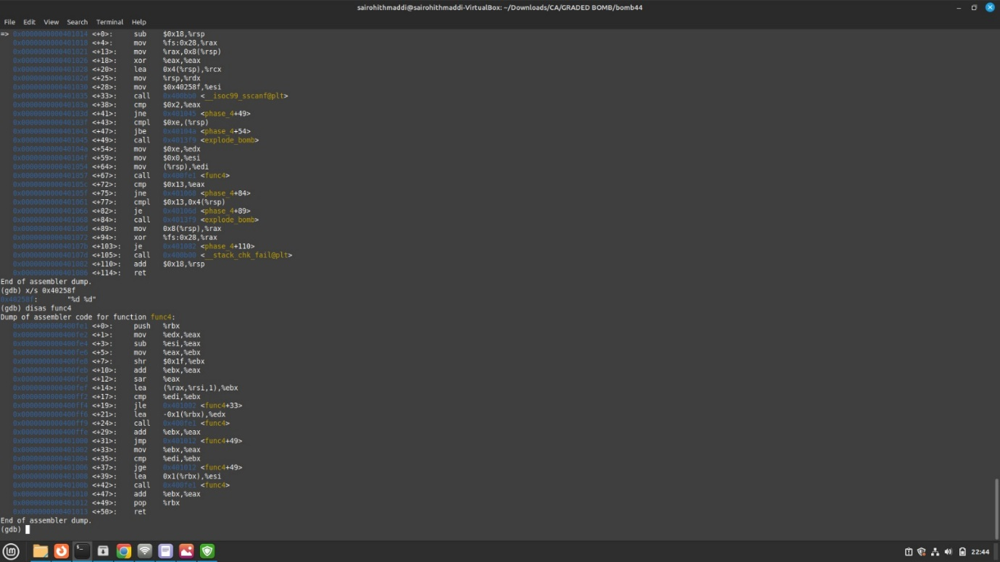 sairohithmaddi@sairohithmaddi-VirtualBox: ~/Downloads/CA/GRADED BOMB/bomb44
File Edit View Search Terminal Help
=> 0x0000000000401014 <+0>: sub $0x18,%rsp
0x0000000000401018 <+4>: mov %fs:0x28,%rax
0x0000000000401021 <+13>: mov %rax,0x8(%rsp)
0x0000000000401026 <+18>: xor %eax,%eax
0x0000000000401028 <+20>: lea 0x4(%rsp),%rcx
0x000000000040102d <+25>: mov %rsp,%rdx
0x0000000000401030 <+28>: mov $0x40258f,%esi
0x0000000000401035 <+33>: call 0x400bb0 <__isoc99_sscanf@plt>
0x000000000040103a <+38>: cmp $0x2,%eax
0x000000000040103d <+41>: jne 0x401045 <phase_4+49>
0x000000000040103f <+43>: cmpl $0xe,(%rsp)
0x0000000000401043 <+47>: jbe 0x40104a <phase_4+54>
0x0000000000401045 <+49>: call 0x4013f9 <explode_bomb>
0x000000000040104a <+54>: mov $0xe,%edx
0x000000000040104f <+59>: mov $0x0,%esi
0x0000000000401054 <+64>: mov (%rsp),%edi
0x0000000000401057 <+67>: call 0x400fe1 <func4>
0x000000000040105c <+72>: cmp $0x13,%eax
0x000000000040105f <+75>: jne 0x401068 <phase_4+84>
0x0000000000401061 <+77>: cmpl $0x13,0x4(%rsp)
0x0000000000401066 <+82>: je 0x40106d <phase_4+89>
0x0000000000401068 <+84>: call 0x4013f9 <explode_bomb>
0x000000000040106d <+89>: mov 0x8(%rsp),%rax
0x0000000000401072 <+94>: xor %fs:0x28,%rax
0x000000000040107b <+103>: je 0x401082 <phase_4+110>
0x000000000040107d <+105>: call 0x400b00 <__stack_chk_fail@plt>
0x0000000000401082 <+110>: add $0x18,%rsp
0x0000000000401086 <+114>: ret
End of assembler dump.
(gdb) x/s 0x40258f
0x40258f: "%d %d"
(gdb) disas func4
Dump of assembler code for function func4:
0x0000000000400fe1 <+0>: push %rbx
0x0000000000400fe2 <+1>: mov %edx,%eax
0x0000000000400fe4 <+3>: sub %esi,%eax
0x0000000000400fe6 <+5>: mov %eax,%ebx
0x0000000000400fe8 <+7>: shr $0x1f,%ebx
0x0000000000400feb <+10>: add %ebx,%eax
0x0000000000400fed <+12>: sar %eax
0x0000000000400fef <+14>: lea (%rax,%rsi,1),%ebx
0x0000000000400ff2 <+17>: cmp %edi,%ebx
0x0000000000400ff4 <+19>: jle 0x401002 <func4+33>
0x0000000000400ff6 <+21>: lea -0x1(%rbx),%edx
0x0000000000400ff9 <+24>: call 0x400fe1 <func4>
0x0000000000400ffe <+29>: add %ebx,%eax
0x0000000000401000 <+31>: jmp 0x401012 <func4+49>
0x0000000000401002 <+33>: mov %ebx,%eax
0x0000000000401004 <+35>: cmp %edi,%ebx
0x0000000000401006 <+37>: jge 0x401012 <func4+49>
0x0000000000401008 <+39>: lea 0x1(%rbx),%esi
0x000000000040100b <+42>: call 0x400fe1 <func4>
0x0000000000401010 <+47>: add %ebx,%eax
0x0000000000401012 <+49>: pop %rbx
0x0000000000401013 <+50>: ret
End of assembler dump.
(gdb)
22:44